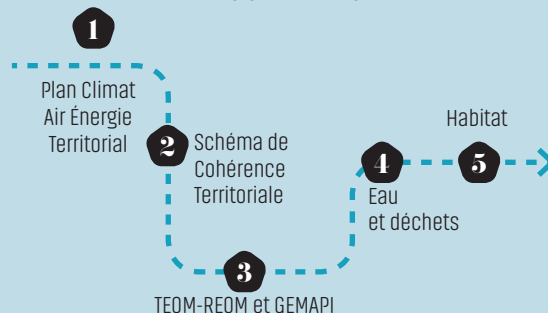 1
Plan Climat
Air Énergie
Territorial
2
Schéma de
Cohérence
Territoriale
3
TEOM-REOM et GEMAPI
4
Eau
et déchets
Habitat
5